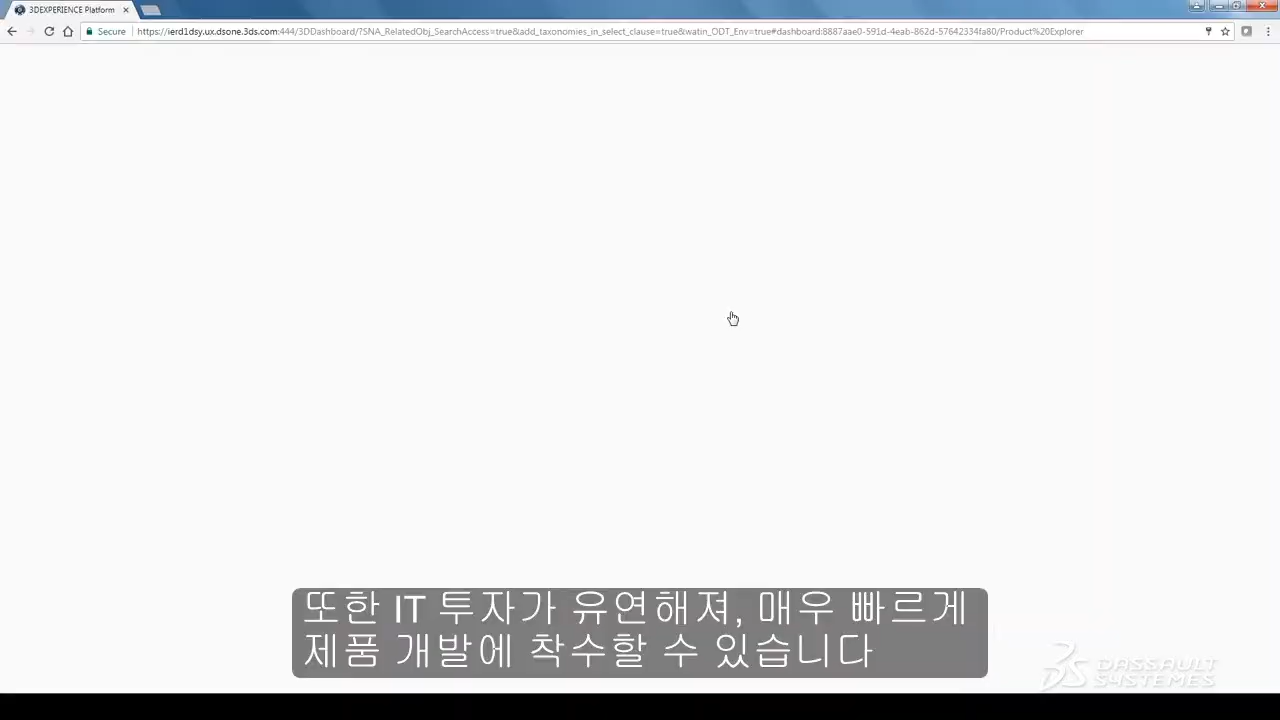 3DEXPERIENCE Platform
Secure https://ierd1dsy.ux.dsone.3ds.com:444/3DDashboard/?SNA_RelatedObj_SearchAccess=true&add_taxonomies_in_select_clause=true&watin_ODT_Env=true#dashboard:8887aae0-591d-4eab-862d-57642334fa80/Product%20Explorer
또한 IT 투자가 유연해져, 매우 빠르게
제품 개발에 착수할 수 있습니다
DASSAULT
SYSTEMES